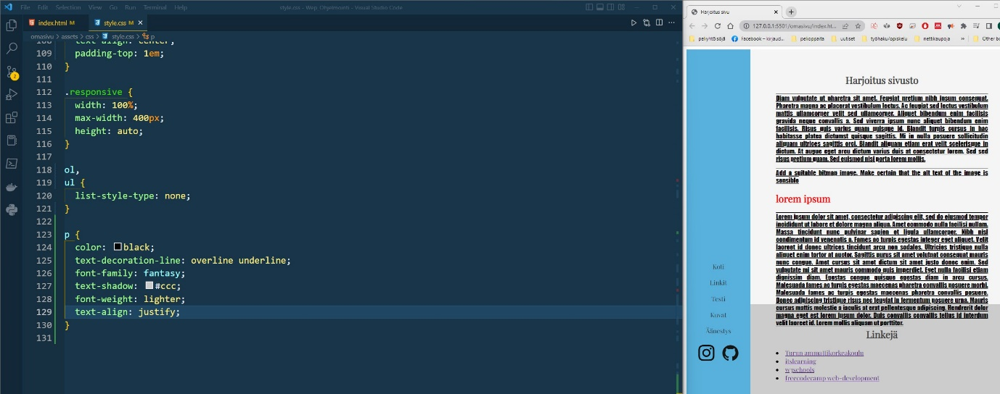 File Edit Selection View Go Run Terminal Help
style.css - Wep Ohjelmointi - Visual Studio Code
index.html M
style.css M
omasivu > assets > css > style.css > p
108 text-align: center;
109 padding-top: 1em;
110 }
111
112 .responsive {
113 width: 100%;
114 max-width: 400px;
115 height: auto;
116 }
117
118 ol,
119 ul {
120 list-style-type: none;
121 }
122
123 p {
124 color: black;
125 text-decoration-line: overline underline;
126 font-family: fantasy;
127 text-shadow: #ccc;
128 font-weight: lighter;
129 text-align: justify;
130 }
131
2
Harjoitus sivu
127.0.0.1:5501/omasivu/index.ht...
peliyhtiösöjä
Facebook – kirjaud...
peliopparta
uutiset
työhaku/opiskelu
nettikaupoja
»
Other bo
Harjoitus sivusto
Diam vulputate ut pharetra sit amet. Feugiat pretium nibh ipsum consequat.
Pharetra magna ac placerat vestibulum lectus. Ac feugiat sed lectus vestibulum
mattis ullamcorper velit sed ullamcorper. Aliquet bibendum enim facilisis
gravida neque convallis a. Sed viverra ipsum nunc aliquet bibendum enim
facilisis. Risus quis varius quam quisque id. Blandit turpis cursus in hac
habitasse platea dictumst quisque sagittis. Mi in nulla posuere sollicitudin
aliquam ultrices sagittis orci. Blandit aliquam etiam erat velit scelerisque in
dictum. At augue eget arcu dictum varius duis at consectetur lorem. Sed sed
risus pretium quam. Sed euismod nisi porta lorem mollis.
Add a suitable bitmap image. Make certain that the alt text of the image is
sensible
lorem ipsum
Lorem ipsum dolor sit amet, consectetur adipiscing elit, sed do eiusmod tempor
incididunt ut labore et dolore magna aliqua. Amet commodo nulla facilisi nullam.
Massa tincidunt nunc pulvinar sapien et ligula ullamcorper. Nibh nisl
condimentum id venenatis a. Fames ac turpis egestas integer eget aliquet. Velit
laoreet id donec ultrices tincidunt arcu non sodales. Ultricies tristique nulla
aliquet enim tortor at auctor. Sagittis purus sit amet volutpat consequat mauris
nunc congue. Amet cursus sit amet dictum sit amet justo donec enim. Sed
vulputate mi sit amet mauris commodo quis imperdiet. Eget nulla facilisi etiam
dignissim diam. Egestas congue quisque egestas diam in arcu cursus.
Malesuada fames ac turpis egestas maecenas pharetra convallis posuere morbi.
Malesuada fames ac turpis egestas maecenas pharetra convallis posuere.
Donec adipiscing tristique risus nec feugiat in fermentum posuere urna. Mauris
cursus mattis molestie a iaculis at erat pellentesque adipiscing. Hendrerit dolor
magna eget est lorem ipsum dolor. Duis convallis convallis tellus id interdum
velit laoreet id. Lorem mollis aliquam ut porttitor.
Koti
Linkit
Testi
Kuvat
Äänestys
Linkejä
Turun ammattikorkeakoulu
itslearning
w3schools
freecodecamp web-development